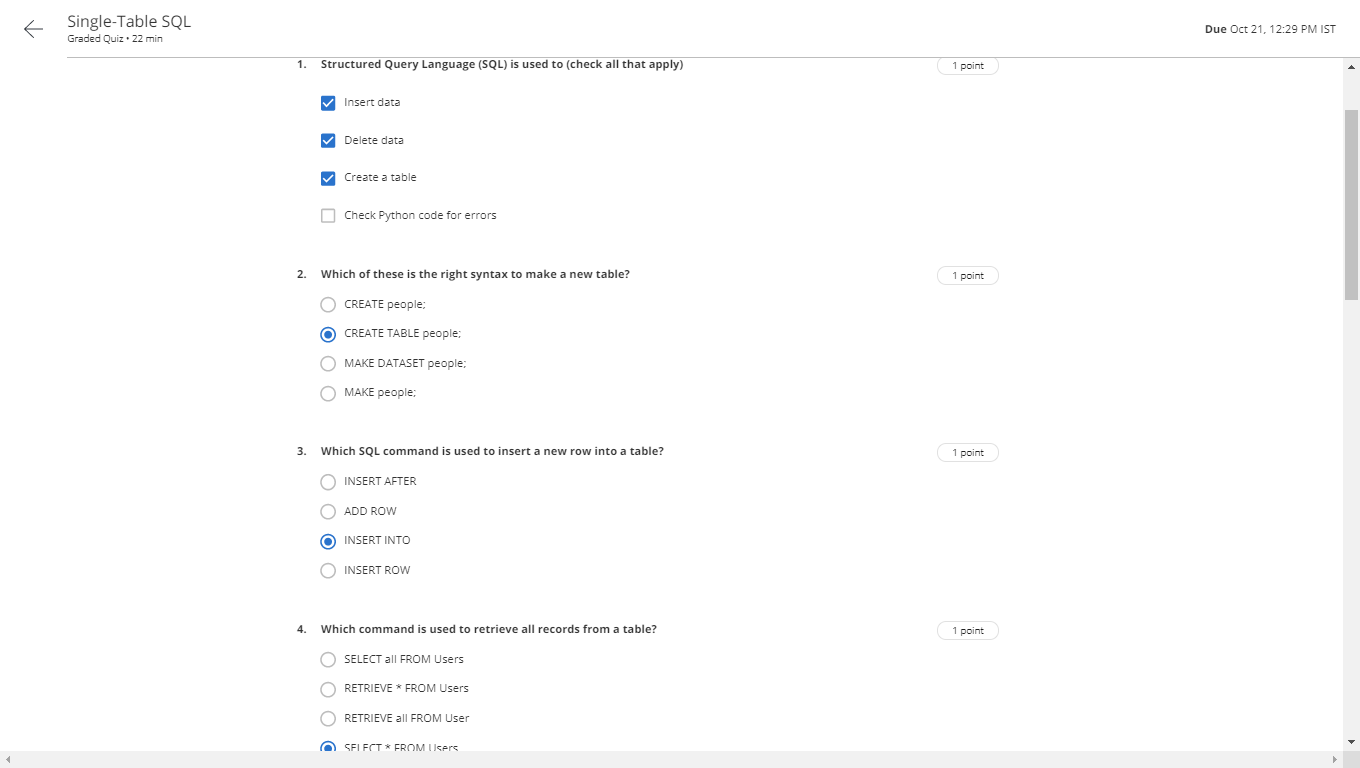 Single-Table SQL
Graded Quiz • 22 min
Due Oct 21, 12:29 PM IST
1. Structured Query Language (SQL) is used to (check all that apply)
1 point
Insert data
Delete data
Create a table
Check Python code for errors
2. Which of these is the right syntax to make a new table?
1 point
CREATE people;
CREATE TABLE people;
MAKE DATASET people;
MAKE people;
3. Which SQL command is used to insert a new row into a table?
1 point
INSERT AFTER
ADD ROW
INSERT INTO
INSERT ROW
4. Which command is used to retrieve all records from a table?
1 point
SELECT all FROM Users
RETRIEVE * FROM Users
RETRIEVE all FROM User
SELECT * FROM Users